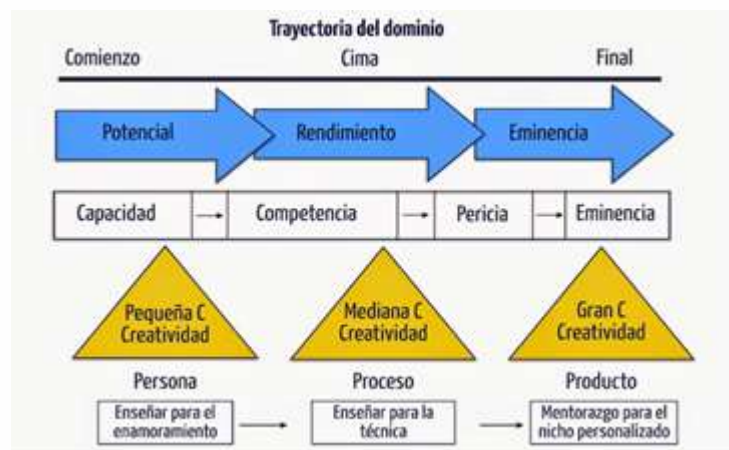 Trayectoria del dominio
Comienzo Cima Final
Potencial Rendimiento Eminencia
Capacidad Competencia Pericia Eminencia
Pequeña C
Creatividad
Mediana C
Creatividad
Gran C
Creatividad
Persona Proceso Producto
Enseñar para el
enamoramiento
Enseñar para la
técnica
Mentorazgo para el
nicho personalizado